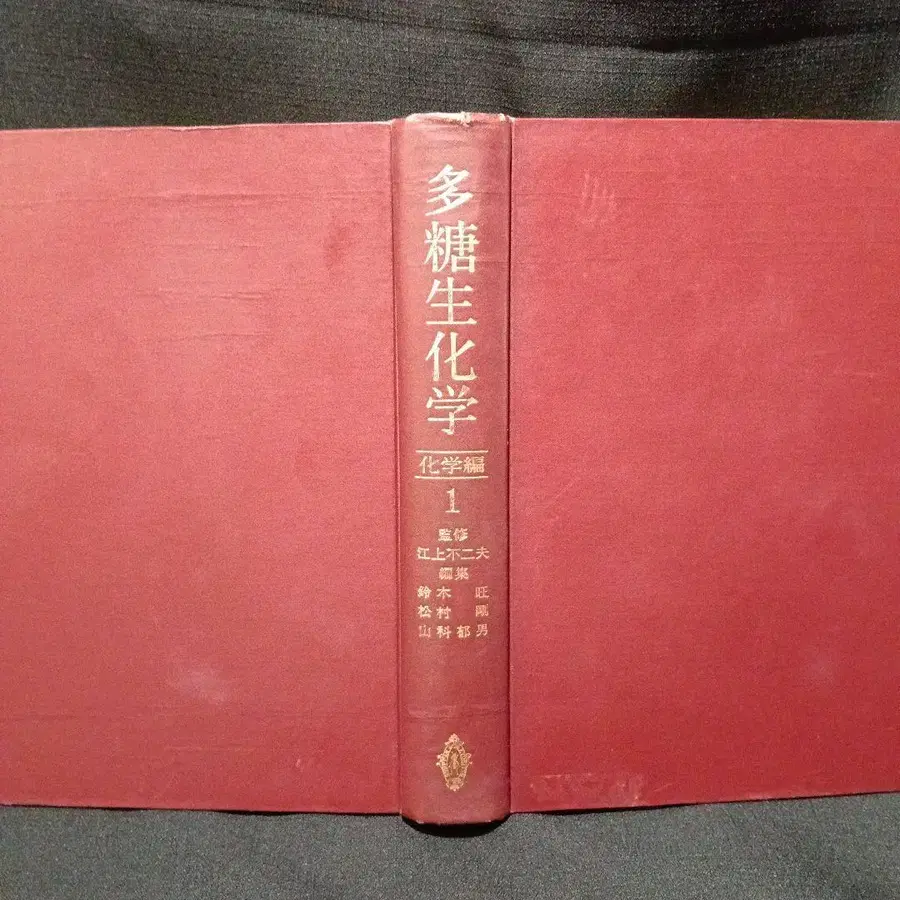 多糖生化学
化学編
1
監修
江上不二夫
編集
鈴木 旺
松村 剛
山科郁男